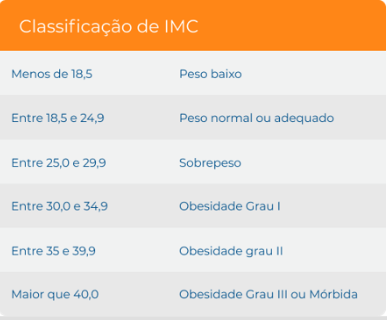 Classificação de IMC
Menos de 18,5 Peso baixo
Entre 18,5 e 24,9 Peso normal ou adequado
Entre 25,0 e 29,9 Sobrepeso
Entre 30,0 e 34,9 Obesidade Grau I
Entre 35 e 39,9 Obesidade grau II
Maior que 40,0 Obesidade Grau III ou Mórbida